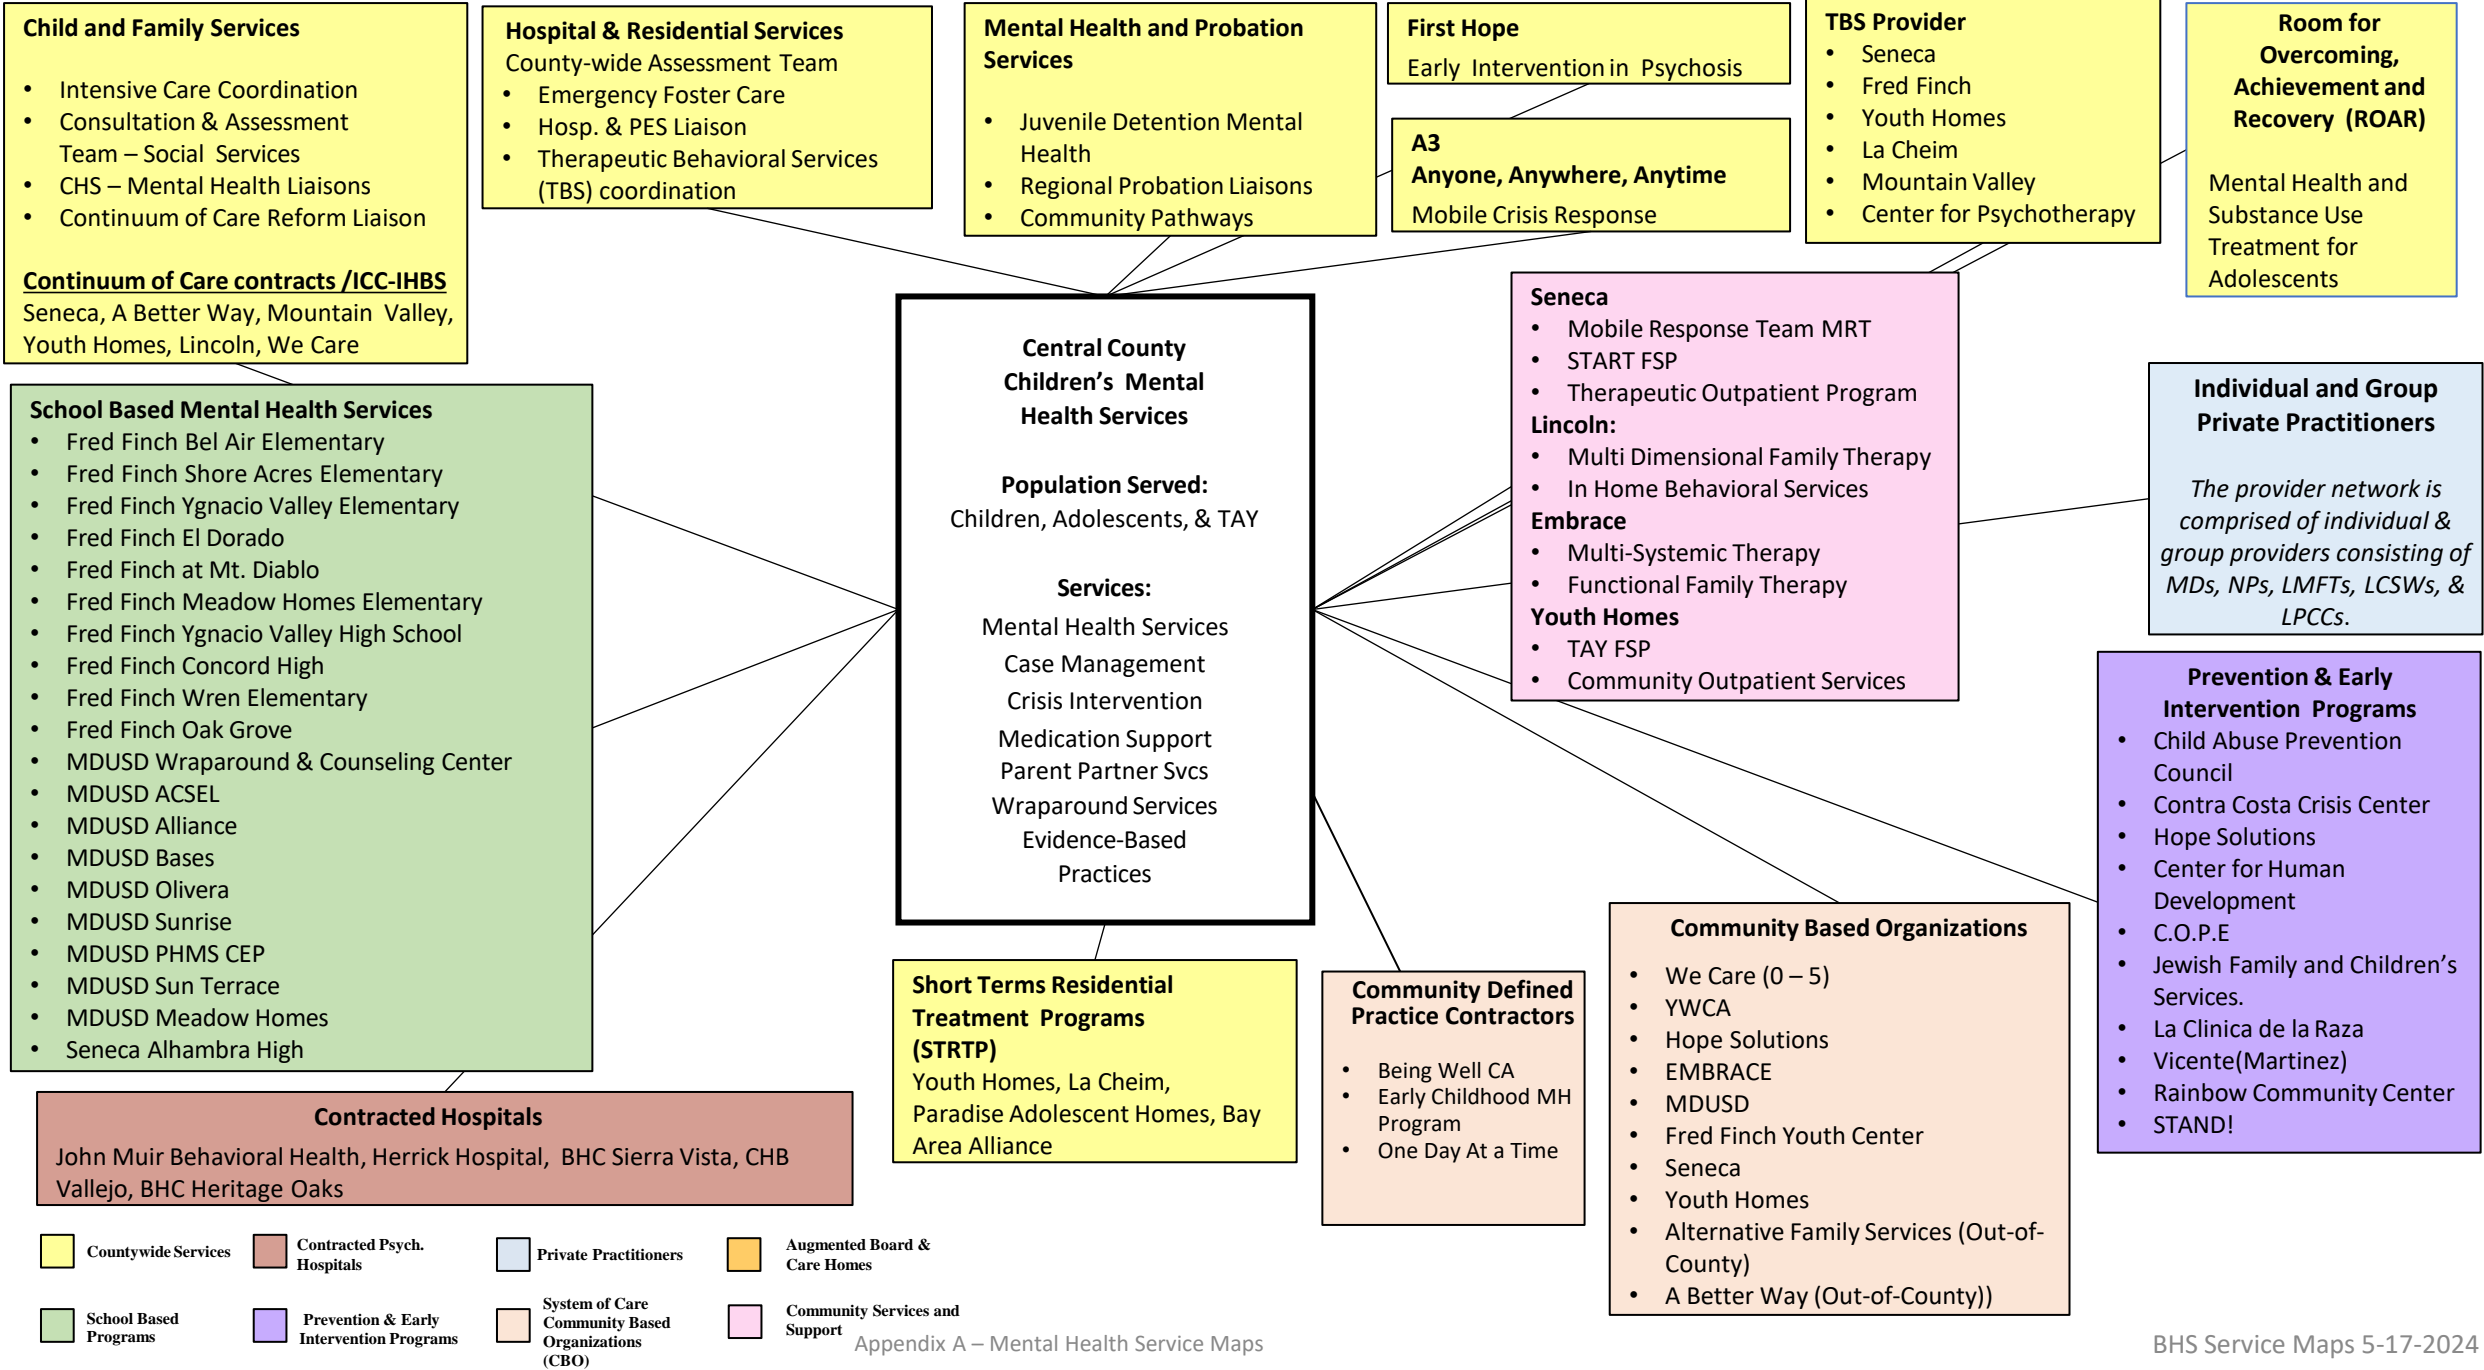 Child and Family Services
• Intensive Care Coordination
• Consultation & Assessment
Team – Social Services
• CHS – Mental Health Liaisons
• Continuum of Care Reform Liaison
Continuum of Care contracts /ICC-IHBS
Seneca, A Better Way, Mountain Valley,
Youth Homes, Lincoln, We Care
Hospital & Residential Services
County-wide Assessment Team
• Emergency Foster Care
• Hosp. & PES Liaison
• Therapeutic Behavioral Services
(TBS) coordination
Mental Health and Probation
Services
• Juvenile Detention Mental
Health
• Regional Probation Liaisons
• Community Pathways
First Hope
Early Intervention in Psychosis
A3
Anyone, Anywhere, Anytime
Mobile Crisis Response
TBS Provider
• Seneca
• Fred Finch
• Youth Homes
• La Cheim
• Mountain Valley
• Center for Psychotherapy
Room for
Overcoming,
Achievement and
Recovery (ROAR)
Mental Health and
Substance Use
Treatment for
Adolescents
School Based Mental Health Services
• Fred Finch Bel Air Elementary
• Fred Finch Shore Acres Elementary
• Fred Finch Ygnacio Valley Elementary
• Fred Finch El Dorado
• Fred Finch at Mt. Diablo
• Fred Finch Meadow Homes Elementary
• Fred Finch Ygnacio Valley High School
• Fred Finch Concord High
• Fred Finch Wren Elementary
• Fred Finch Oak Grove
• MDUSD Wraparound & Counseling Center
• MDUSD ACSEL
• MDUSD Alliance
• MDUSD Bases
• MDUSD Olivera
• MDUSD Sunrise
• MDUSD PHMS CEP
• MDUSD Sun Terrace
• MDUSD Meadow Homes
• Seneca Alhambra High
Central County
Children’s Mental
Health Services
Population Served:
Children, Adolescents, & TAY
Services:
Mental Health Services
Case Management
Crisis Intervention
Medication Support
Parent Partner Svcs
Wraparound Services
Evidence-Based
Practices
Seneca
• Mobile Response Team MRT
• START FSP
• Therapeutic Outpatient Program
Lincoln:
• Multi Dimensional Family Therapy
• In Home Behavioral Services
Embrace
• Multi-Systemic Therapy
• Functional Family Therapy
Youth Homes
• TAY FSP
• Community Outpatient Services
Individual and Group
Private Practitioners
The provider network is
comprised of individual &
group providers consisting of
MDs, NPs, LMFTs, LCSWs, &
LPCCs.
Prevention & Early
Intervention Programs
• Child Abuse Prevention
Council
• Contra Costa Crisis Center
• Hope Solutions
• Center for Human
Development
• C.O.P.E
• Jewish Family and Children’s
Services.
• La Clinica de la Raza
• Vicente(Martinez)
• Rainbow Community Center
• STAND!
Contracted Hospitals
John Muir Behavioral Health, Herrick Hospital, BHC Sierra Vista, CHB
Vallejo, BHC Heritage Oaks
Short Terms Residential
Treatment Programs
(STRTP)
Youth Homes, La Cheim,
Paradise Adolescent Homes, Bay
Area Alliance
Community Defined
Practice Contractors
• Being Well CA
• Early Childhood MH
Program
• One Day At a Time
Community Based Organizations
• We Care (0 – 5)
• YWCA
• Hope Solutions
• EMBRACE
• MDUSD
• Fred Finch Youth Center
• Seneca
• Youth Homes
• Alternative Family Services (Out-of-
County)
• A Better Way (Out-of-County))
Countywide Services
Contracted Psych.
Hospitals
Private Practitioners
Augmented Board &
Care Homes
School Based
Programs
Prevention & Early
Intervention Programs
System of Care
Community Based
Organizations
(CBO)
Community Services and
Support
Appendix A – Mental Health Service Maps
BHS Service Maps 5-17-2024